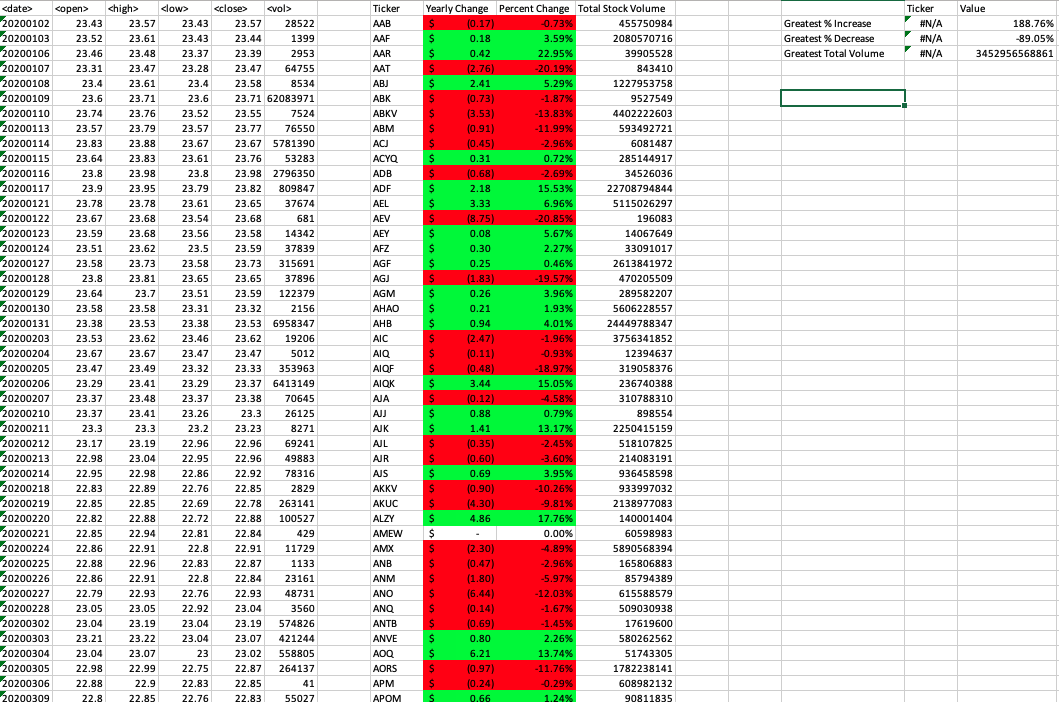 <date> <open> <high> <low> <close> <vol> Ticker Yearly Change Percent Change Total Stock Volume Ticker Value
20200102 23.43 23.57 23.43 23.57 28522 AAB $ (0.17) -0.73% 455750984 Greatest % Increase #N/A 188.76%
20200103 23.52 23.61 23.43 23.44 1399 AAF $ 0.18 3.59% 2080570716 Greatest % Decrease #N/A -89.05%
20200106 23.46 23.48 23.37 23.39 2953 AAR $ 0.42 22.95% 39905528 Greatest Total Volume #N/A 3452956568861
20200107 23.31 23.47 23.28 23.47 64755 AAT $ (2.76) -20.19% 843410
20200108 23.4 23.61 23.4 23.58 8534 ABJ $ 2.41 5.29% 1227953758
20200109 23.6 23.71 23.6 23.71 62083971 ABK $ (0.73) -1.87% 9527549
20200110 23.74 23.76 23.52 23.55 7524 ABKV $ (3.53) -13.83% 4402222603
20200113 23.57 23.79 23.57 23.77 76550 ABM $ (0.91) -11.99% 593492721
20200114 23.83 23.88 23.67 23.67 5781390 ACJ $ (0.45) -2.96% 6081487
20200115 23.64 23.83 23.61 23.76 53283 ACYQ $ 0.31 0.72% 285144917
20200116 23.8 23.98 23.8 23.98 2796350 ADB $ (0.68) -2.69% 34526036
20200117 23.9 23.95 23.79 23.82 809847 ADF $ 2.18 15.53% 22708794844
20200121 23.78 23.78 23.61 23.65 37674 AEL $ 3.33 6.96% 5115026297
20200122 23.67 23.68 23.54 23.68 681 AEV $ (8.75) -20.85% 196083
20200123 23.59 23.68 23.56 23.58 14342 AEY $ 0.08 5.67% 14067649
20200124 23.51 23.62 23.5 23.59 37839 AFZ $ 0.30 2.27% 33091017
20200127 23.58 23.73 23.58 23.73 315691 AGF $ 0.25 0.46% 2613841972
20200128 23.8 23.81 23.65 23.65 37896 AGJ $ (1.83) -19.57% 470205509
20200129 23.64 23.7 23.51 23.59 122379 AGM $ 0.26 3.96% 289582207
20200130 23.58 23.58 23.31 23.32 2156 AHAO $ 0.21 1.93% 5606228557
20200131 23.38 23.53 23.38 23.53 6958347 AHB $ 0.94 4.01% 24449788347
20200203 23.53 23.62 23.46 23.62 19206 AIC $ (2.47) -1.96% 3756341852
20200204 23.67 23.67 23.47 23.47 5012 AIQ $ (0.11) -0.93% 12394637
20200205 23.47 23.49 23.32 23.33 353963 AIQF $ (0.48) -18.97% 319058376
20200206 23.29 23.41 23.29 23.37 6413149 AIQK $ 3.44 15.05% 236740388
20200207 23.37 23.48 23.37 23.38 70645 AJA $ (0.12) -4.58% 310788310
20200210 23.37 23.41 23.26 23.3 26125 AJJ $ 0.88 0.79% 898554
20200211 23.3 23.3 23.2 23.23 8271 AJK $ 1.41 13.17% 2250415159
20200212 23.17 23.19 22.96 22.96 69241 AJL $ (0.35) -2.45% 518107825
20200213 22.98 23.04 22.95 22.96 49883 AJR $ (0.60) -3.60% 214083191
20200214 22.95 22.98 22.86 22.92 78316 AJS $ 0.69 3.95% 936458598
20200218 22.83 22.89 22.76 22.85 2829 AKKV $ (0.90) -10.26% 933997032
20200219 22.85 22.85 22.69 22.78 263141 AKUC $ (4.30) -9.81% 2138977083
20200220 22.82 22.88 22.72 22.88 100527 ALZY $ 4.86 17.76% 140001404
20200221 22.85 22.94 22.81 22.84 429 AMEW $ - 0.00% 60598983
20200224 22.86 22.91 22.8 22.91 11729 AMX $ (2.30) -4.89% 5890568394
20200225 22.88 22.96 22.83 22.87 1133 ANB $ (0.47) -2.96% 165806883
20200226 22.86 22.91 22.8 22.84 23161 ANM $ (1.80) -5.97% 85794389
20200227 22.79 22.93 22.76 22.93 48731 ANO $ (6.44) -12.03% 615588579
20200228 23.05 23.05 22.92 23.04 3560 ANQ $ (0.14) -1.67% 509030938
20200302 23.04 23.19 23.04 23.19 574826 ANTB $ (0.69) -1.45% 17619600
20200303 23.21 23.22 23.04 23.07 421244 ANVE $ 0.80 2.26% 580262562
20200304 23.04 23.07 23 23.02 558805 AOQ $ 6.21 13.74% 51743305
20200305 22.98 22.99 22.75 22.87 264137 AORS $ (0.97) -11.76% 1782238141
20200306 22.88 22.9 22.83 22.85 41 APM $ (0.24) -0.29% 608982132
20200309 22.8 22.85 22.76 22.83 55027 APOM $ 0.66 1.24% 90811835